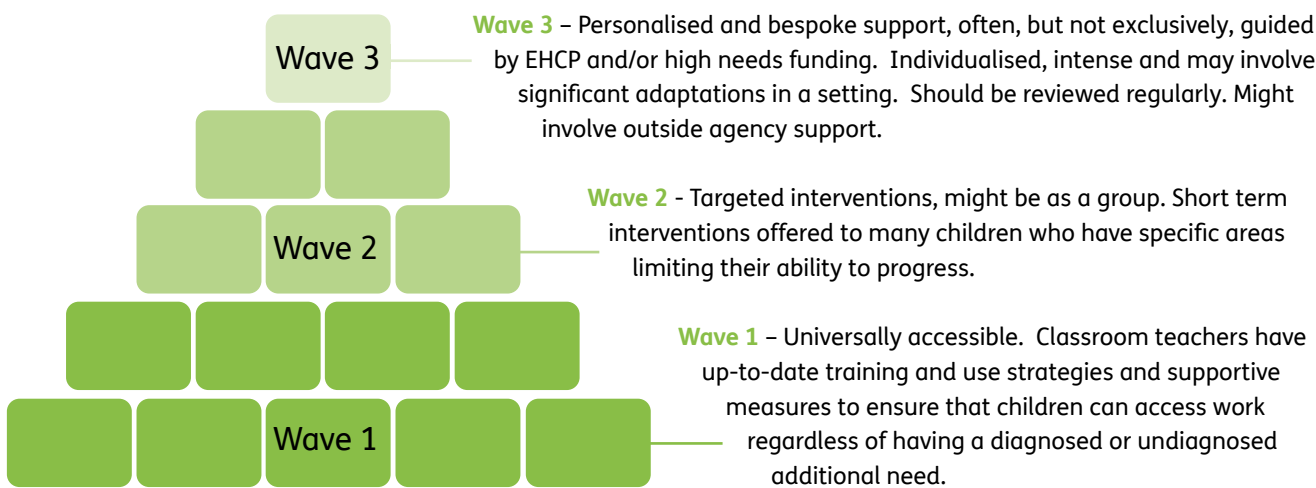 Wave 3
Wave 3 – Personalised and bespoke support, often, but not exclusively, guided
by EHCP and/or high needs funding.  Individualised, intense and may involve
significant adaptations in a setting.  Should be reviewed regularly. Might
involve outside agency support.
Wave 2
Wave 2 - Targeted interventions, might be as a group. Short term
interventions offered to many children who have specific areas
limiting their ability to progress.
Wave 1
Wave 1 – Universally accessible.  Classroom teachers have
up-to-date training and use strategies and supportive
measures to ensure that children can access work
regardless of having a diagnosed or undiagnosed
additional need.